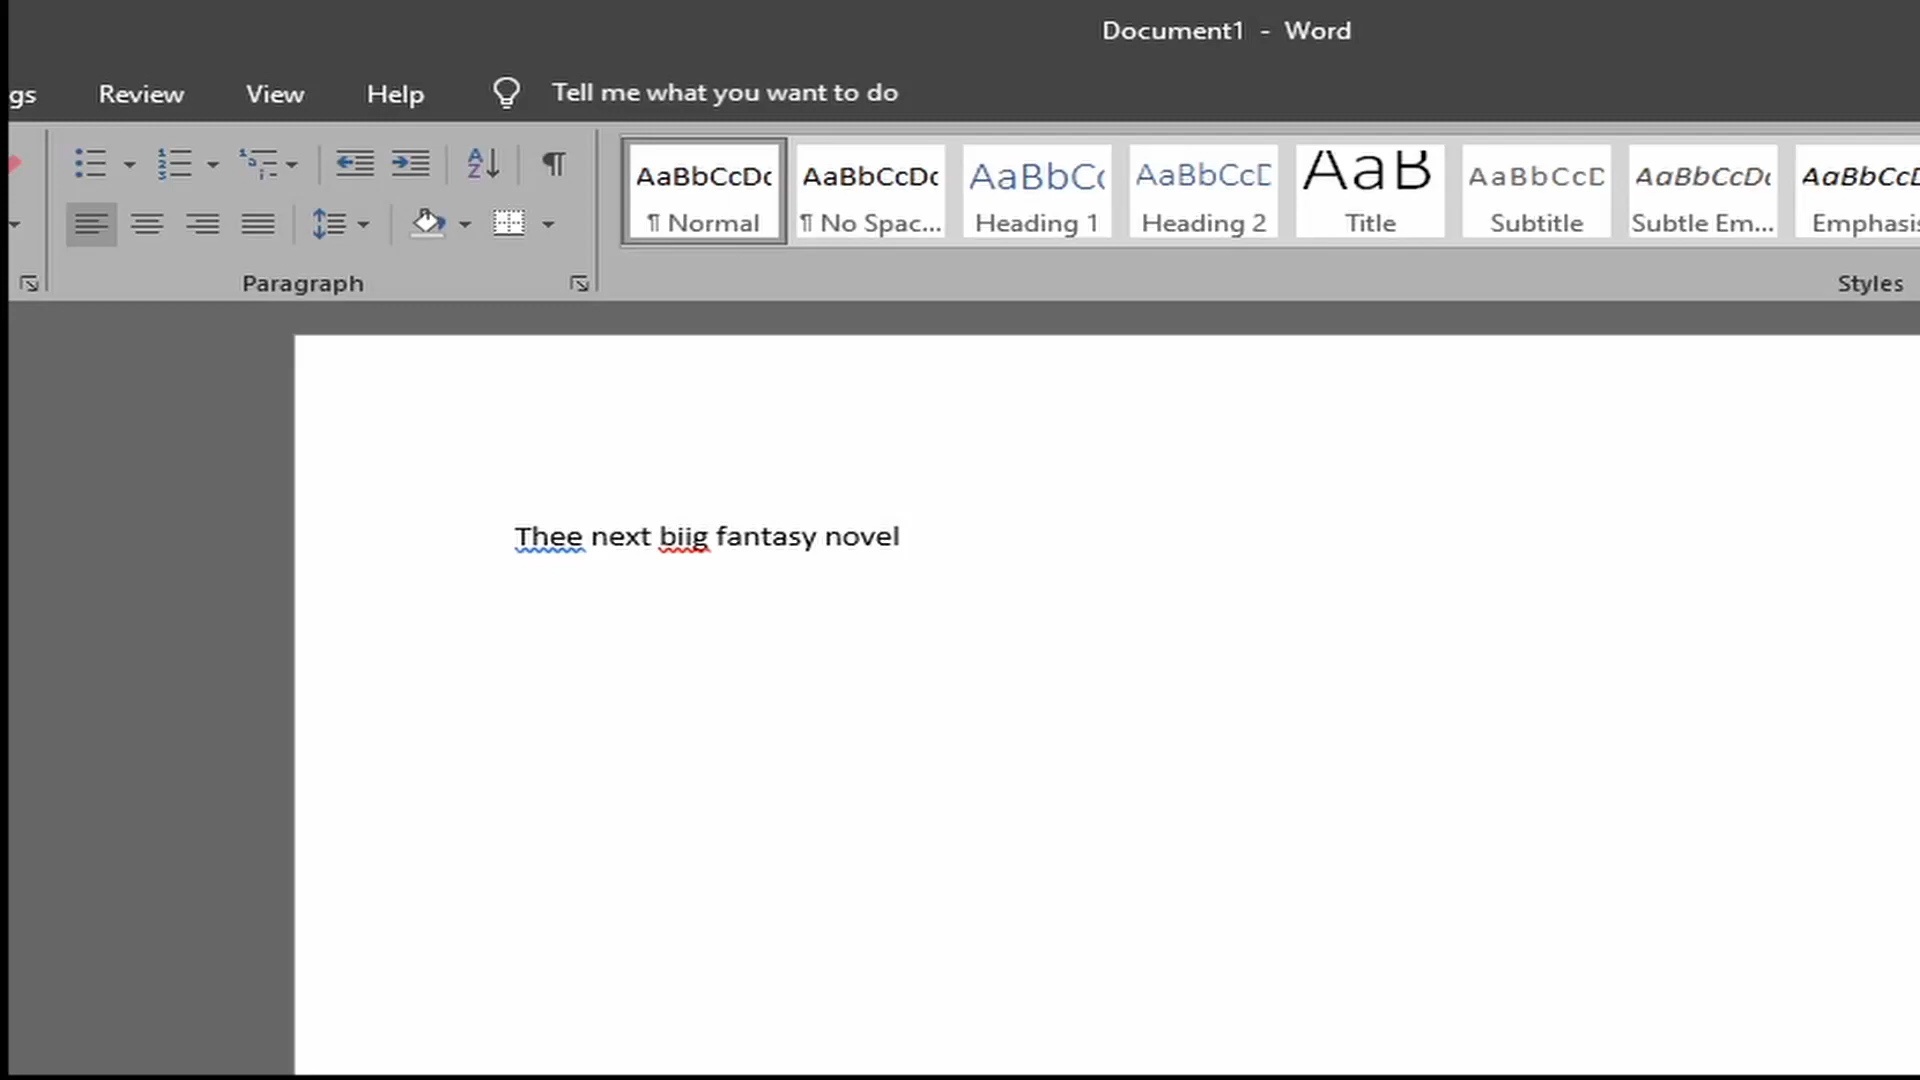 Document1 - Word
gs Review View Help Tell me what you want to do
AaBbCcDc AaBbCcDc AaBbCc AaBbCcD AaB AaBbCcD AaBbCcDc AaBbCcD
¶ Normal ¶ No Spac... Heading 1 Heading 2 Title Subtitle Subtle Em... Emphasis
Paragraph Styles
Thee next biig fantasy novel